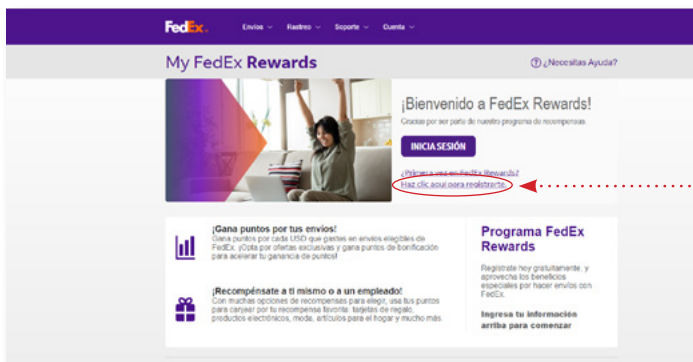 FedEx. Envíos Rastreo Soporte Cuenta
My FedEx Rewards
¿Necesitas Ayuda?
¡Bienvenido a FedEx Rewards!
Gracias por ser parte de nuestro programa de recompensas.
INICIA SESIÓN
¿Primera vez en FedEx Rewards?
Haz clic aquí para registrarte.
¡Gana puntos por tus envíos!
Gana puntos por cada USD que gastes en envíos elegibles de
FedEx. ¡Opta por ofertas exclusivas y gana puntos de bonificación
para acelerar tu ganancia de puntos!
¡Recompénsate a ti mismo o a un empleado!
Con muchas opciones de recompensas para elegir, usa tus puntos
para canjear por tu recompensa favorita: tarjetas de regalo,
productos electrónicos, moda, artículos para el hogar y mucho más.
Programa FedEx
Rewards
Regístrate hoy gratuitamente, y
aprovecha los beneficios
especiales por hacer envíos con
FedEx.
Ingresa tu información
arriba para comenzar